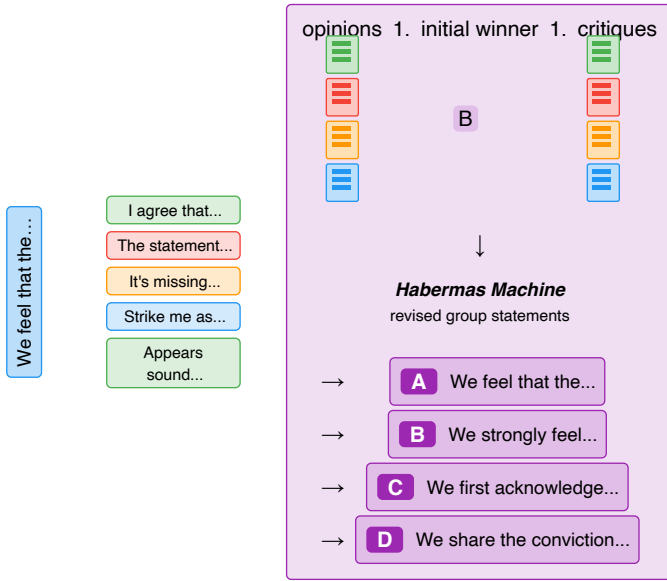 We feel that the...
I agree that...
The statement...
It's missing...
Strike me as...
Appears
sound...
opinions 1. initial winner 1. critiques
B
↓
Habermas Machine
revised group statements
→ A We feel that the...
→ B We strongly feel...
→ C We first acknowledge...
→ D We share the conviction...